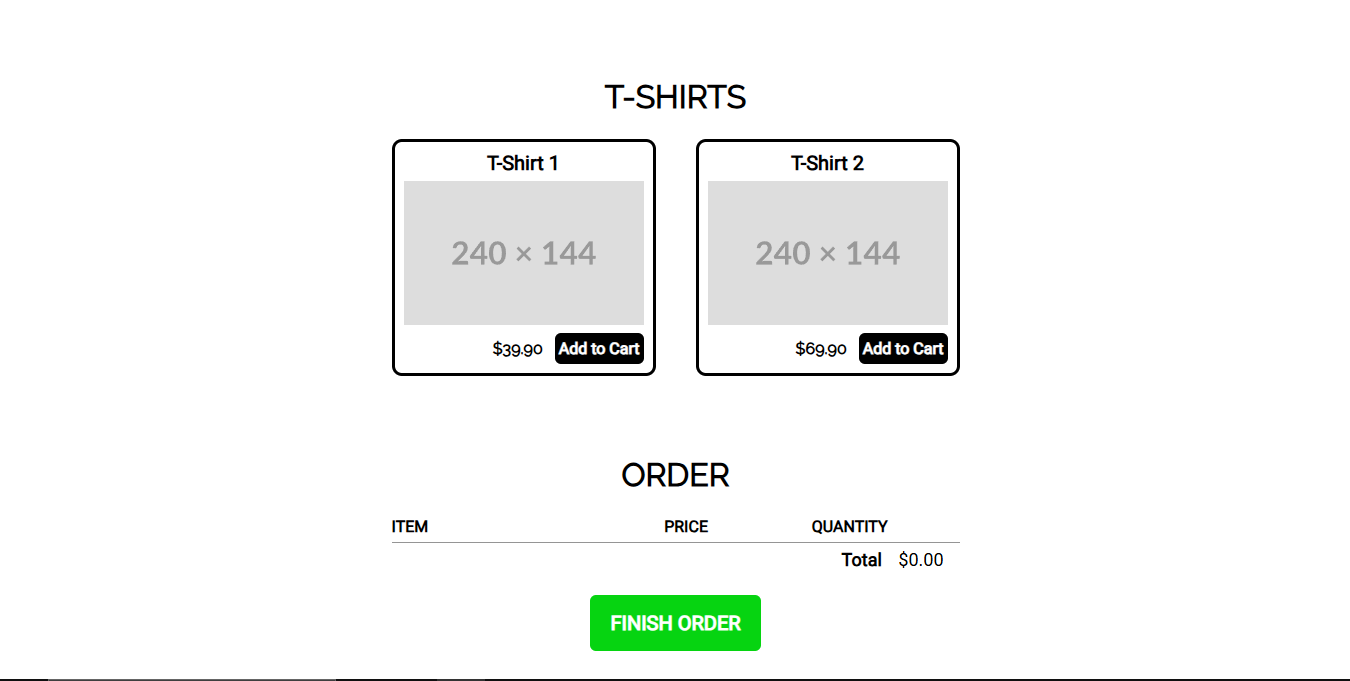 T-SHIRTS
T-Shirt 1
240 × 144
$39.90 Add to Cart
T-Shirt 2
240 × 144
$69.90 Add to Cart
ORDER
ITEM PRICE QUANTITY
Total $0.00
FINISH ORDER